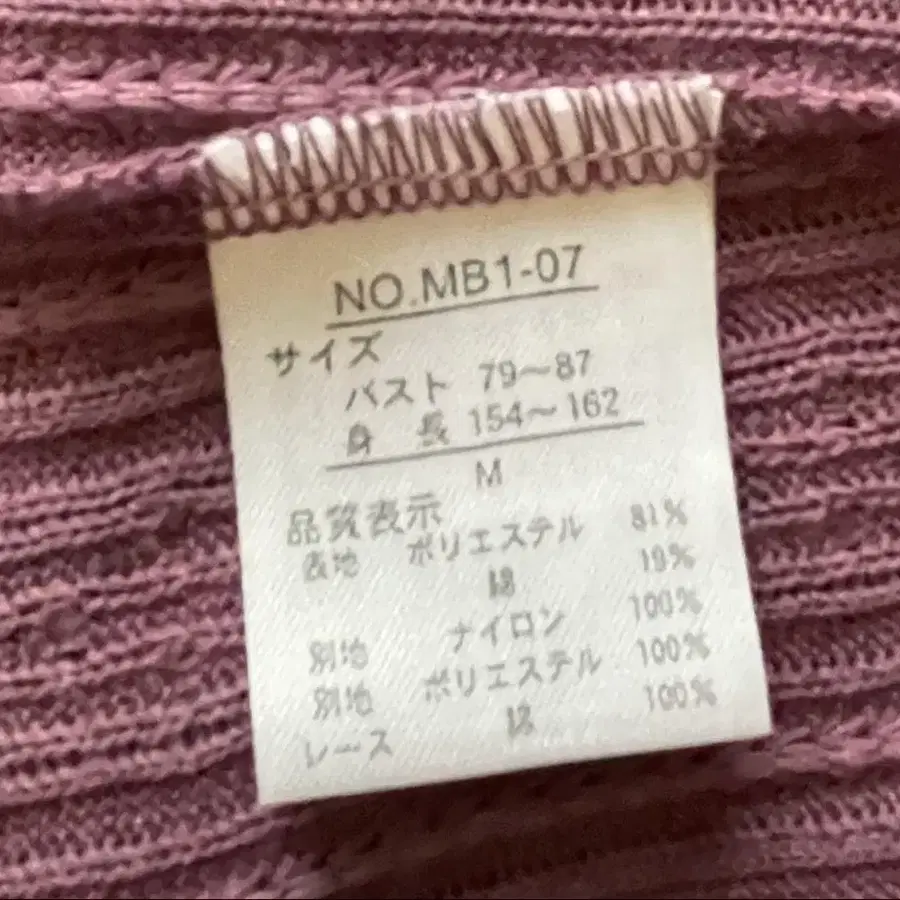 NO.MB1-07
サイズ
バスト 79～87
身 長 154～162
M
品質表示
表地 ポリエステル 81%
綿 19%
別地 ナイロン 100%
別地 ポリエステル 100%
レース 綿 100%